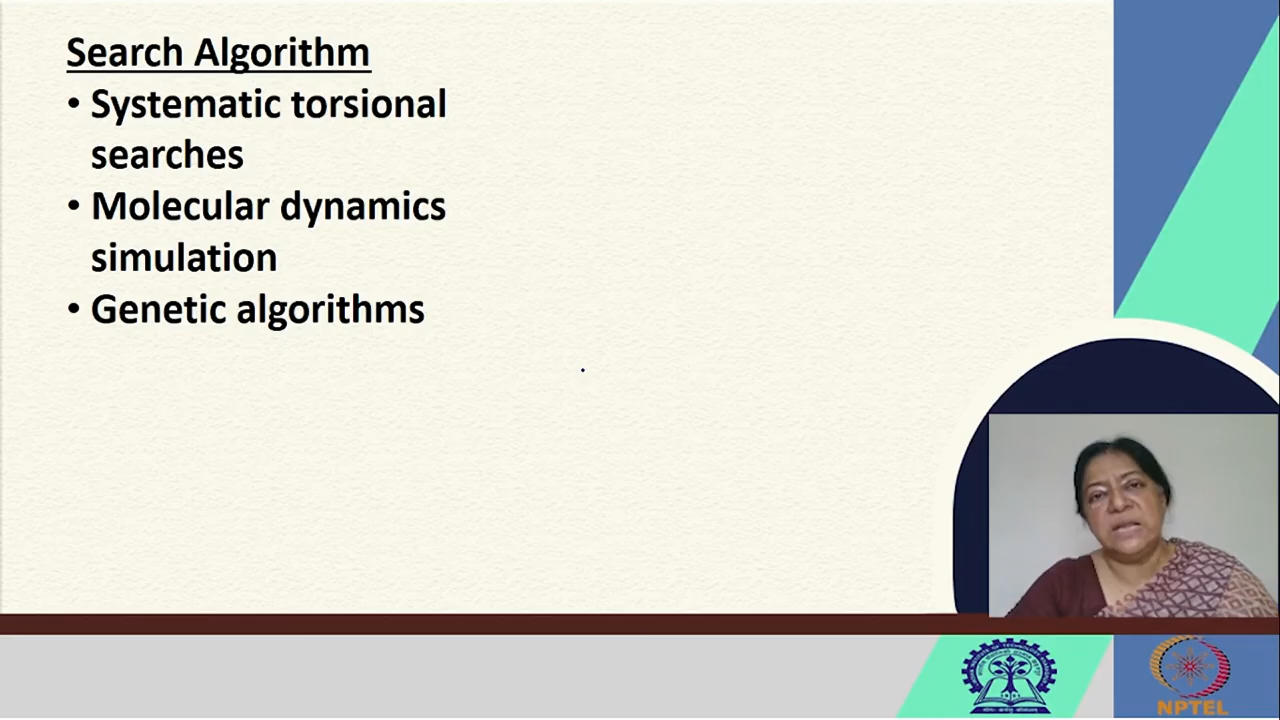 Search Algorithm
• Systematic torsional
searches
• Molecular dynamics
simulation
• Genetic algorithms
NPTEL